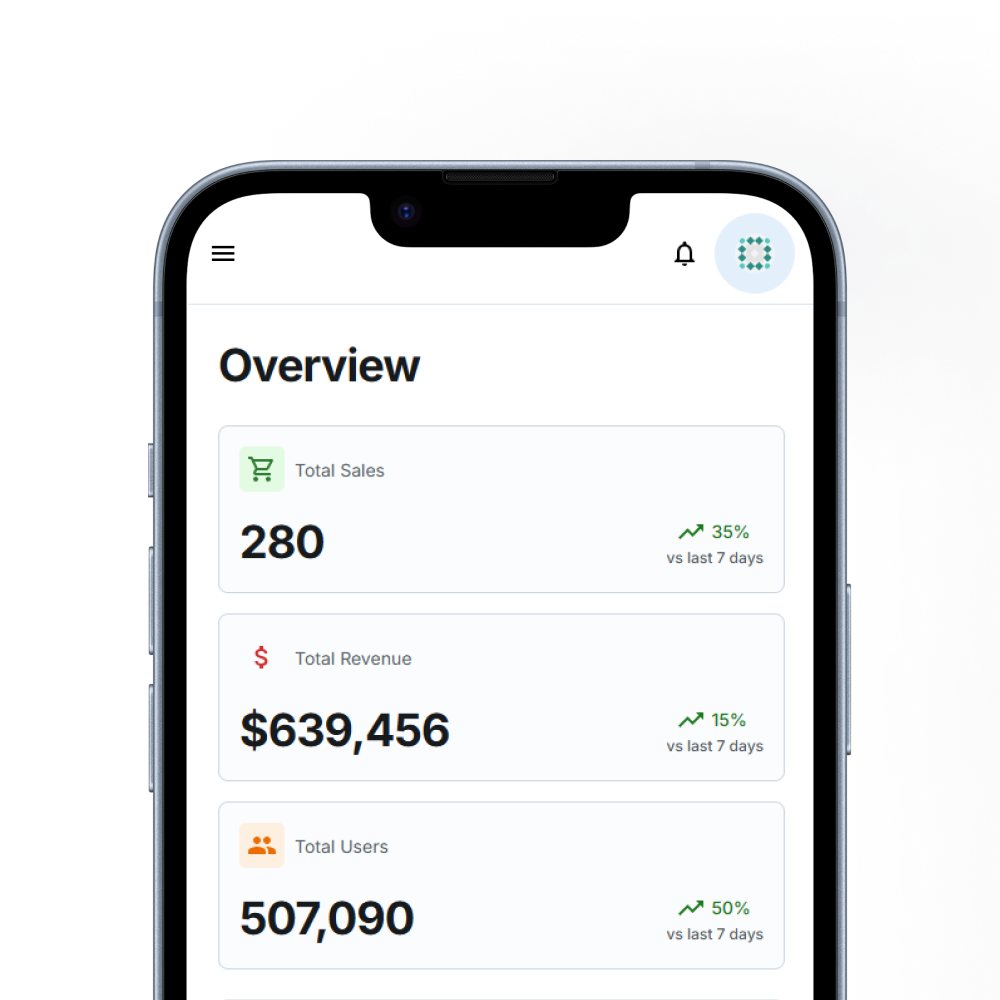 Overview
Total Sales
280
35%
vs last 7 days
$
Total Revenue
$639,456
15%
vs last 7 days
Total Users
507,090
50%
vs last 7 days